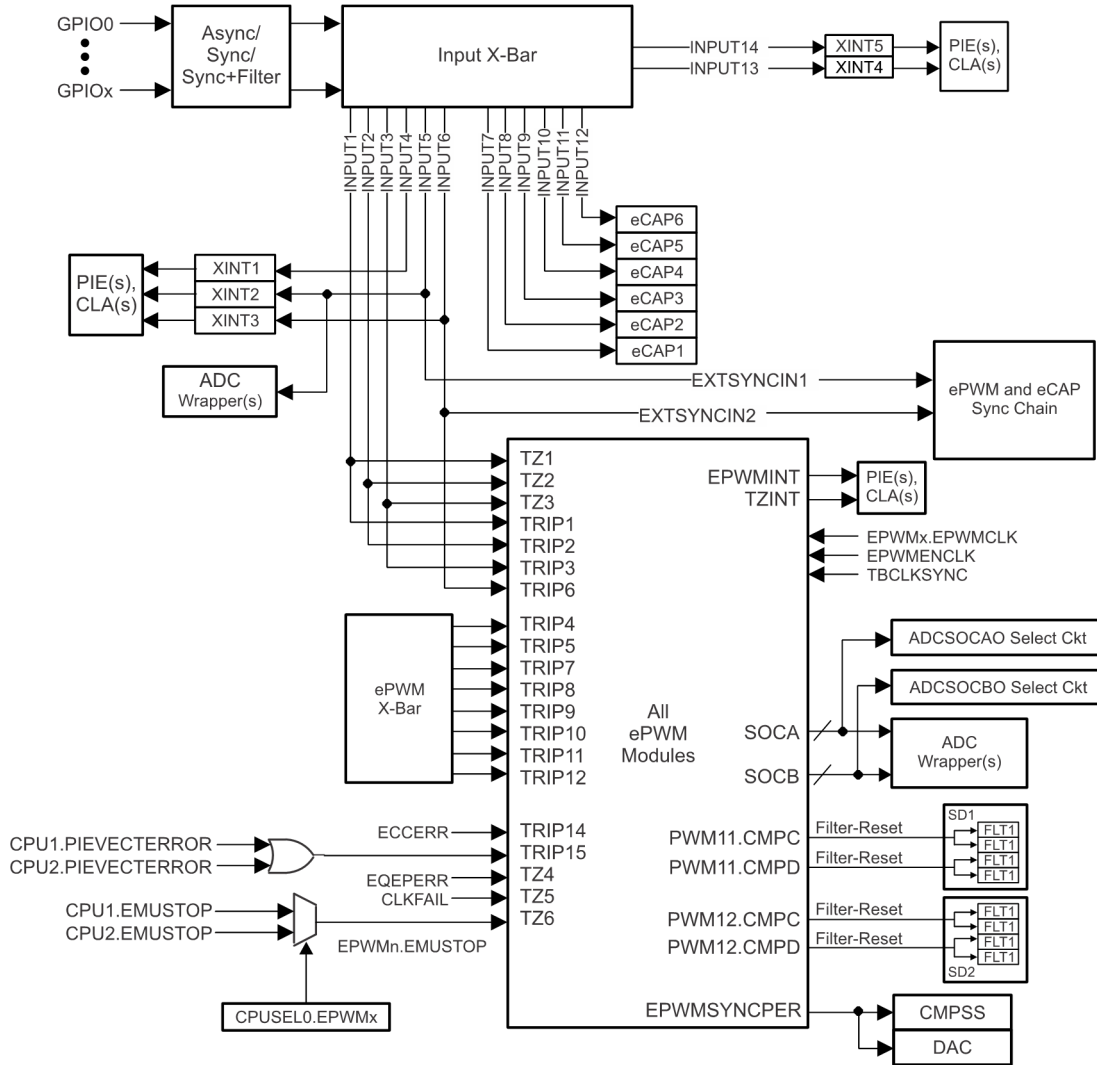 GPIO0
GPIOx
Async/
Sync/
Sync+Filter
Input X-Bar
INPUT14
INPUT13
XINT5
XINT4
PIE(s),
CLA(s)
INPUT1
INPUT2
INPUT3
INPUT4
INPUT5
INPUT6
INPUT7
INPUT8
INPUT9
INPUT10
INPUT11
INPUT12
eCAP6
eCAP5
eCAP4
eCAP3
eCAP2
eCAP1
PIE(s),
CLA(s)
XINT1
XINT2
XINT3
ADC
Wrapper(s)
EXTSYNCIN1
EXTSYNCIN2
ePWM and eCAP
Sync Chain
TZ1
TZ2
TZ3
TRIP1
TRIP2
TRIP3
TRIP6
EPWMINT
TZINT
PIE(s),
CLA(s)
EPWMx.EPWMCLK
EPWMENCLK
TBCLKSYNC
ePWM
X-Bar
TRIP4
TRIP5
TRIP7
TRIP8
TRIP9
TRIP10
TRIP11
TRIP12
All
ePWM
Modules
SOCA
SOCB
ADCSOCAO Select Ckt
ADCSOCBO Select Ckt
ADC
Wrapper(s)
CPU1.PIEVECTERROR
CPU2.PIEVECTERROR
ECCERR
EQEPERR
CLKFAIL
TRIP14
TRIP15
TZ4
TZ5
TZ6
CPU1.EMUSTOP
CPU2.EMUSTOP
EPWMn.EMUSTOP
CPUSEL0.EPWMx
PWM11.CMPC
Filter-Reset
PWM11.CMPD
Filter-Reset
SD1
FLT1
FLT1
FLT1
FLT1
PWM12.CMPC
Filter-Reset
PWM12.CMPD
Filter-Reset
FLT1
FLT1
FLT1
FLT1
SD2
EPWMSYNCPER
CMPSS
DAC